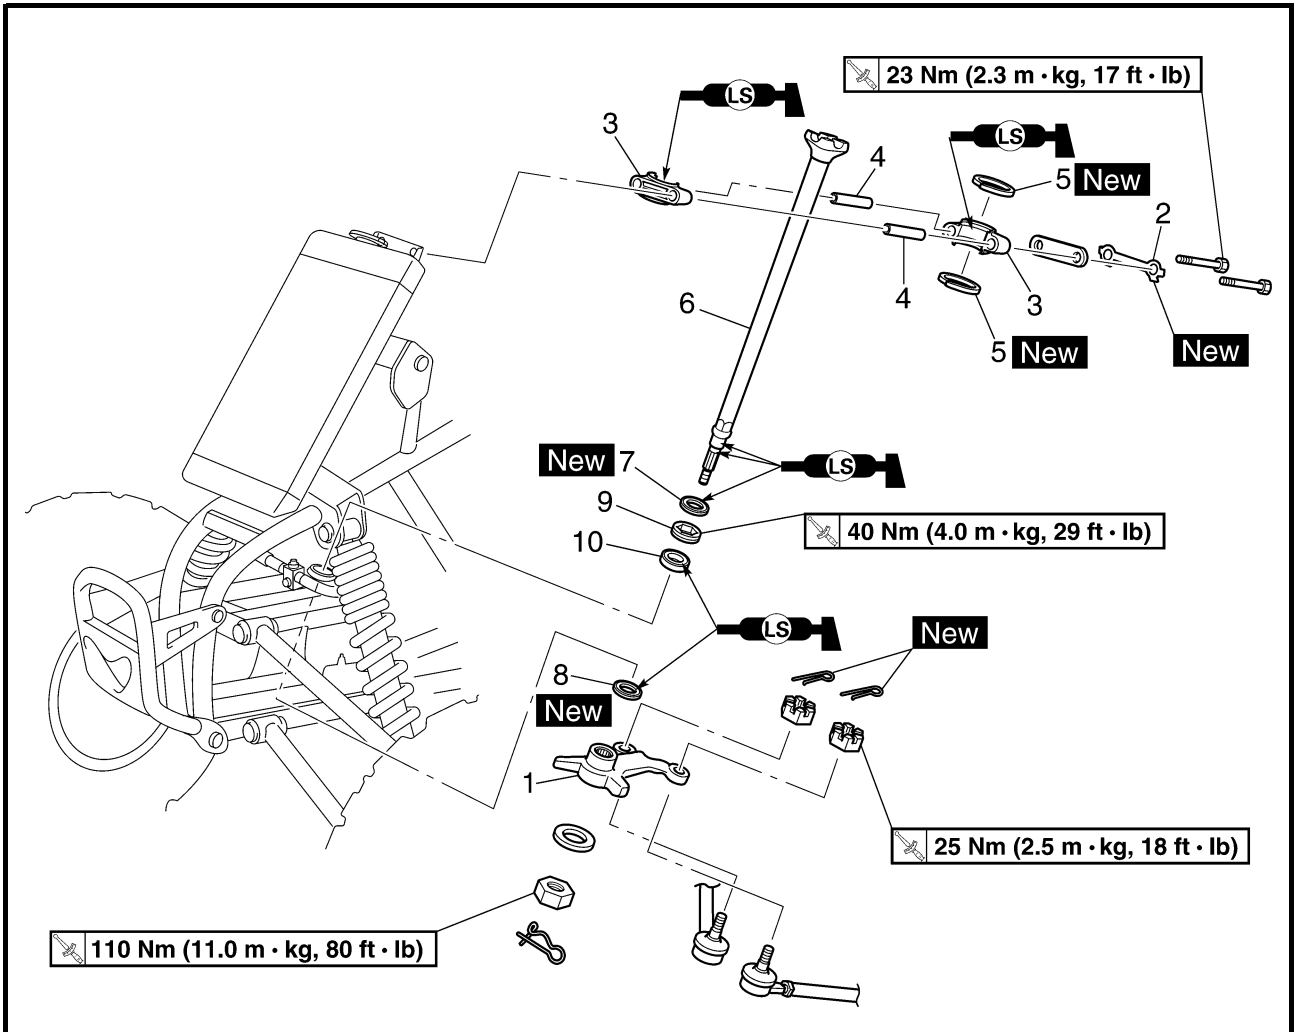 23 Nm (2.3 m · kg, 17 ft · lb)
LS
3
LS
4
5 New
2
4
3
6
5 New
New
New 7
LS
9
40 Nm (4.0 m · kg, 29 ft · lb)
10
LS
New
8
New
1
25 Nm (2.5 m · kg, 18 ft · lb)
110 Nm (11.0 m · kg, 80 ft · lb)